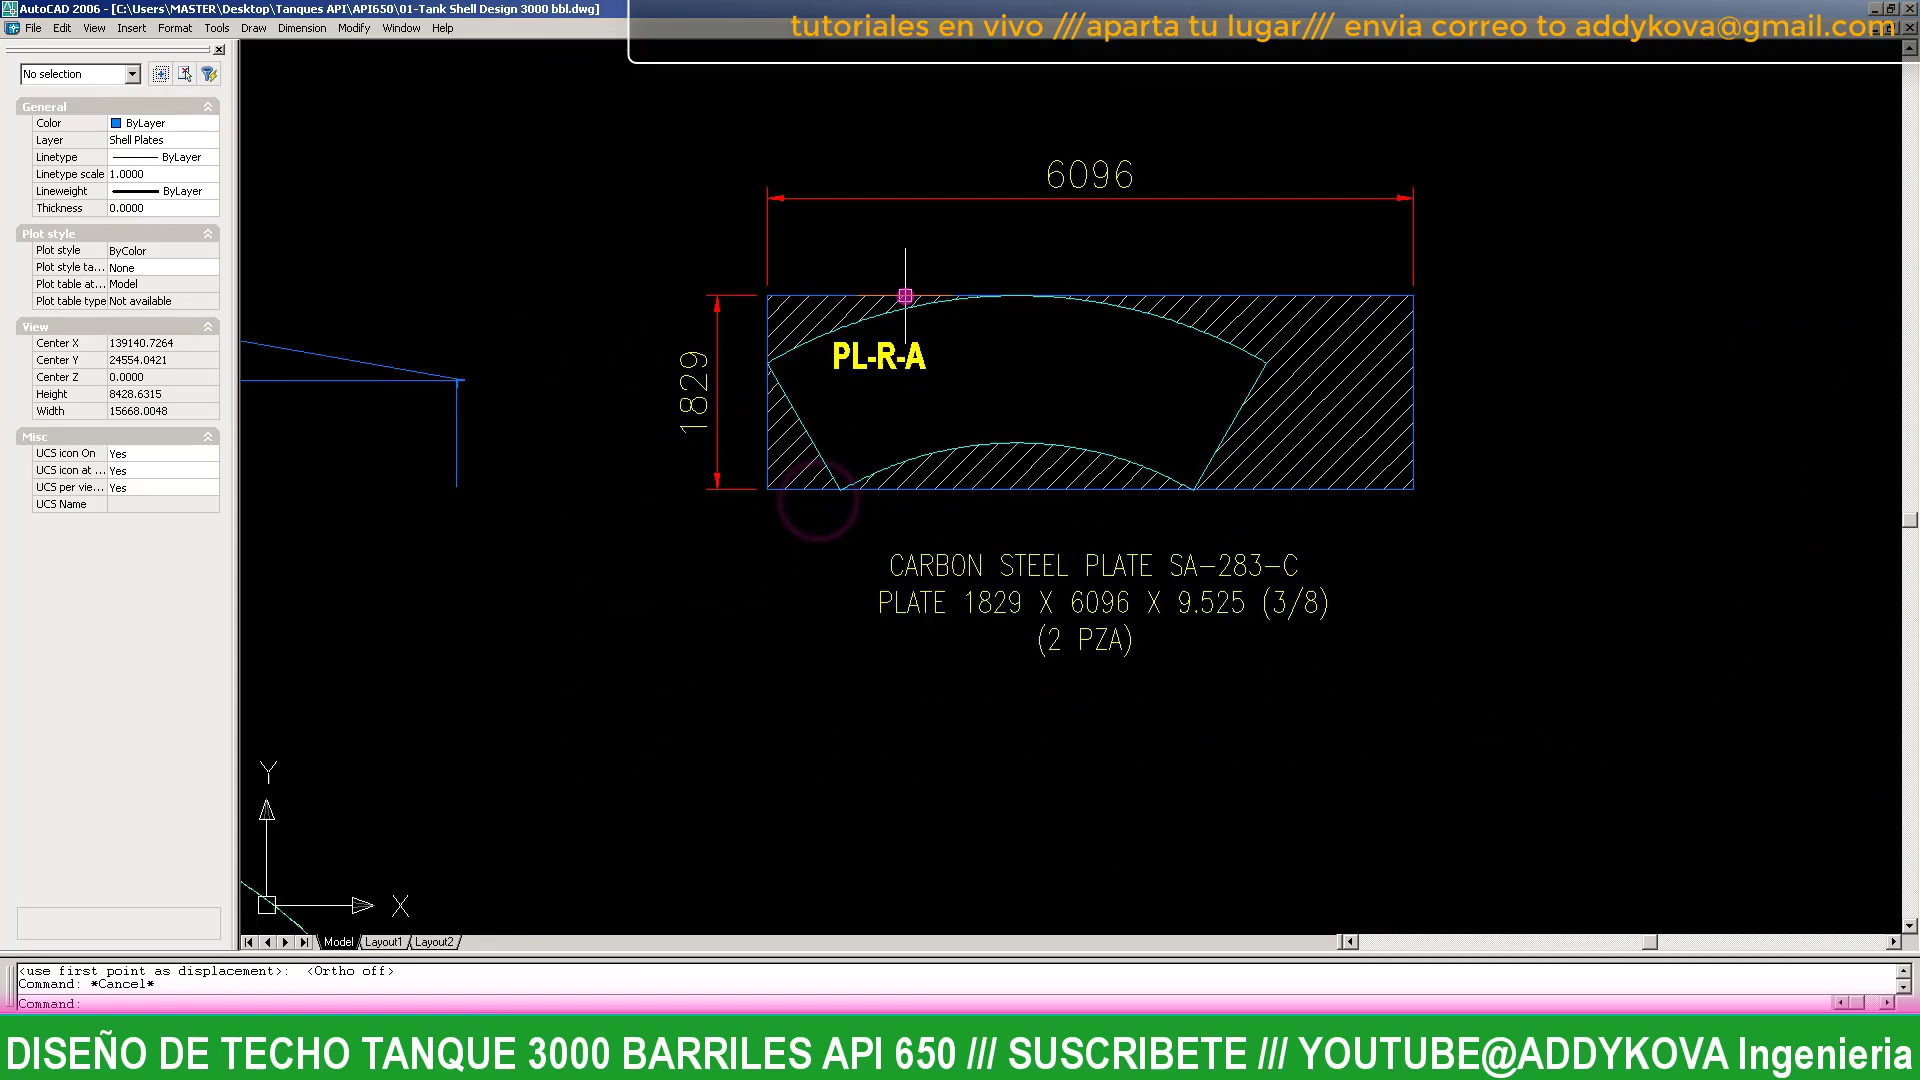 AutoCAD 2006 - [C:\Users\MASTER\Desktop\Tanques API\API650\01-Tank Shell Design 3000 bbl.dwg]
tutoriales en vivo ///aparta tu lugar/// envia correo to addykova@gmail.com
File Edit View Insert Format Tools Draw Dimension Modify Window Help
No selection
General
Color ByLayer
Layer Shell Plates
Linetype ByLayer
Linetype scale 1.0000
Lineweight ByLayer
Thickness 0.0000
Plot style
Plot style ByColor
Plot style ta... None
Plot table at... Model
Plot table type Not available
View
Center X 139140.7264
Center Y 24554.0421
Center Z 0.0000
Height 8428.6315
Width 15668.0048
Misc
UCS icon On Yes
UCS icon at ... Yes
UCS per vie... Yes
UCS Name
6096
1829
PL-R-A
CARBON STEEL PLATE SA-283-C
PLATE 1829 X 6096 X 9.525 (3/8)
(2 PZA)
Y
X
Model Layout1 Layout2
<use first point as displacement>: <Ortho off>
Command: *Cancel*
Command:
DISEÑO DE TECHO TANQUE 3000 BARRILES API 650 /// SUSCRIBETE /// YOUTUBE@ADDYKOVA Ingenieria